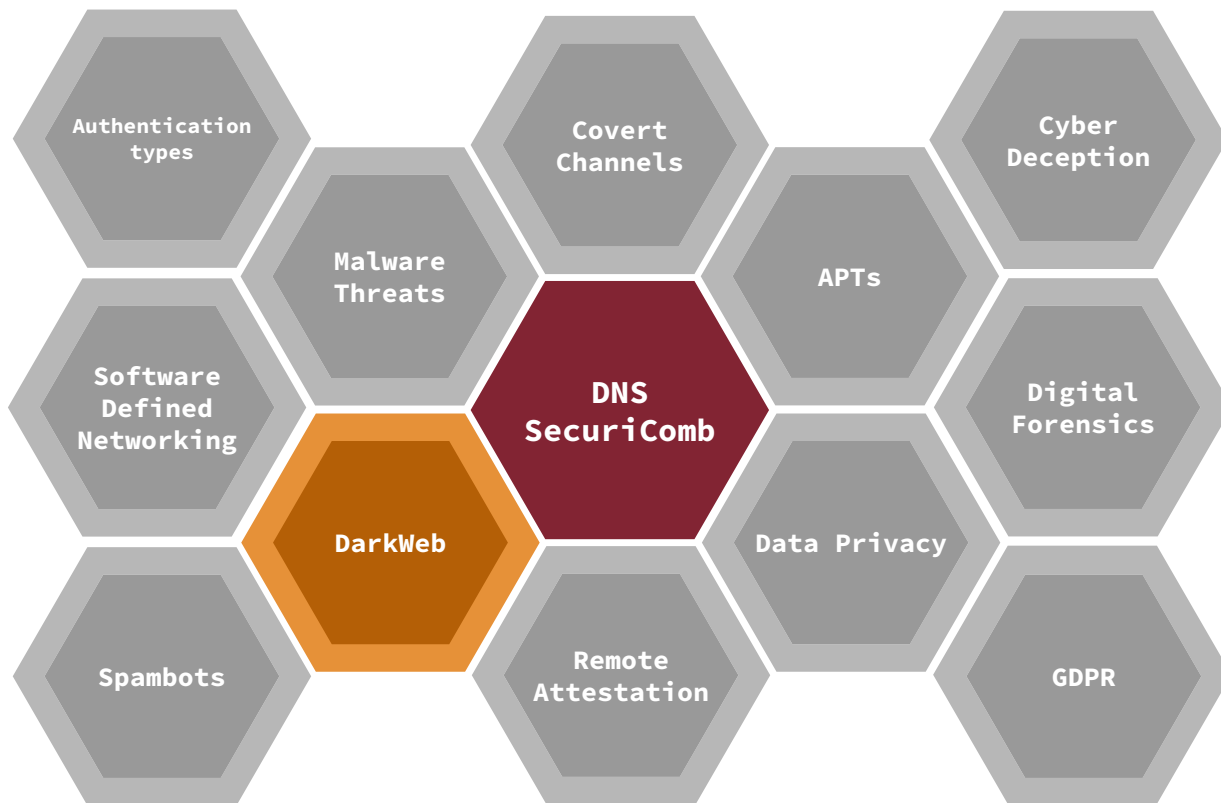 Authentication
types
Covert
Channels
Cyber
Deception
Malware
Threats
APTs
Software
Defined
Networking
DNS
SecuriComb
Digital
Forensics
DarkWeb
Data Privacy
Spambots
Remote
Attestation
GDPR